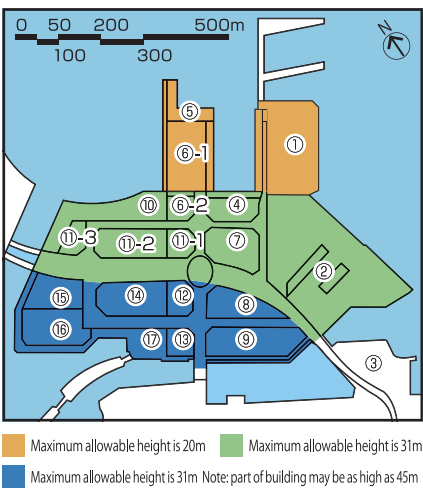 0 50 200 500m
100 300
N
⑤
①
⑥-1
⑩ ⑥-2 ④
⑪-3 ⑪-2 ⑪-1 ⑦
②
⑮ ⑭ ⑫ ⑧
⑯ ⑰ ⑬ ⑨ ③
Maximum allowable height is 20m Maximum allowable height is 31m
Maximum allowable height is 31m Note: part of building may be as high as 45m